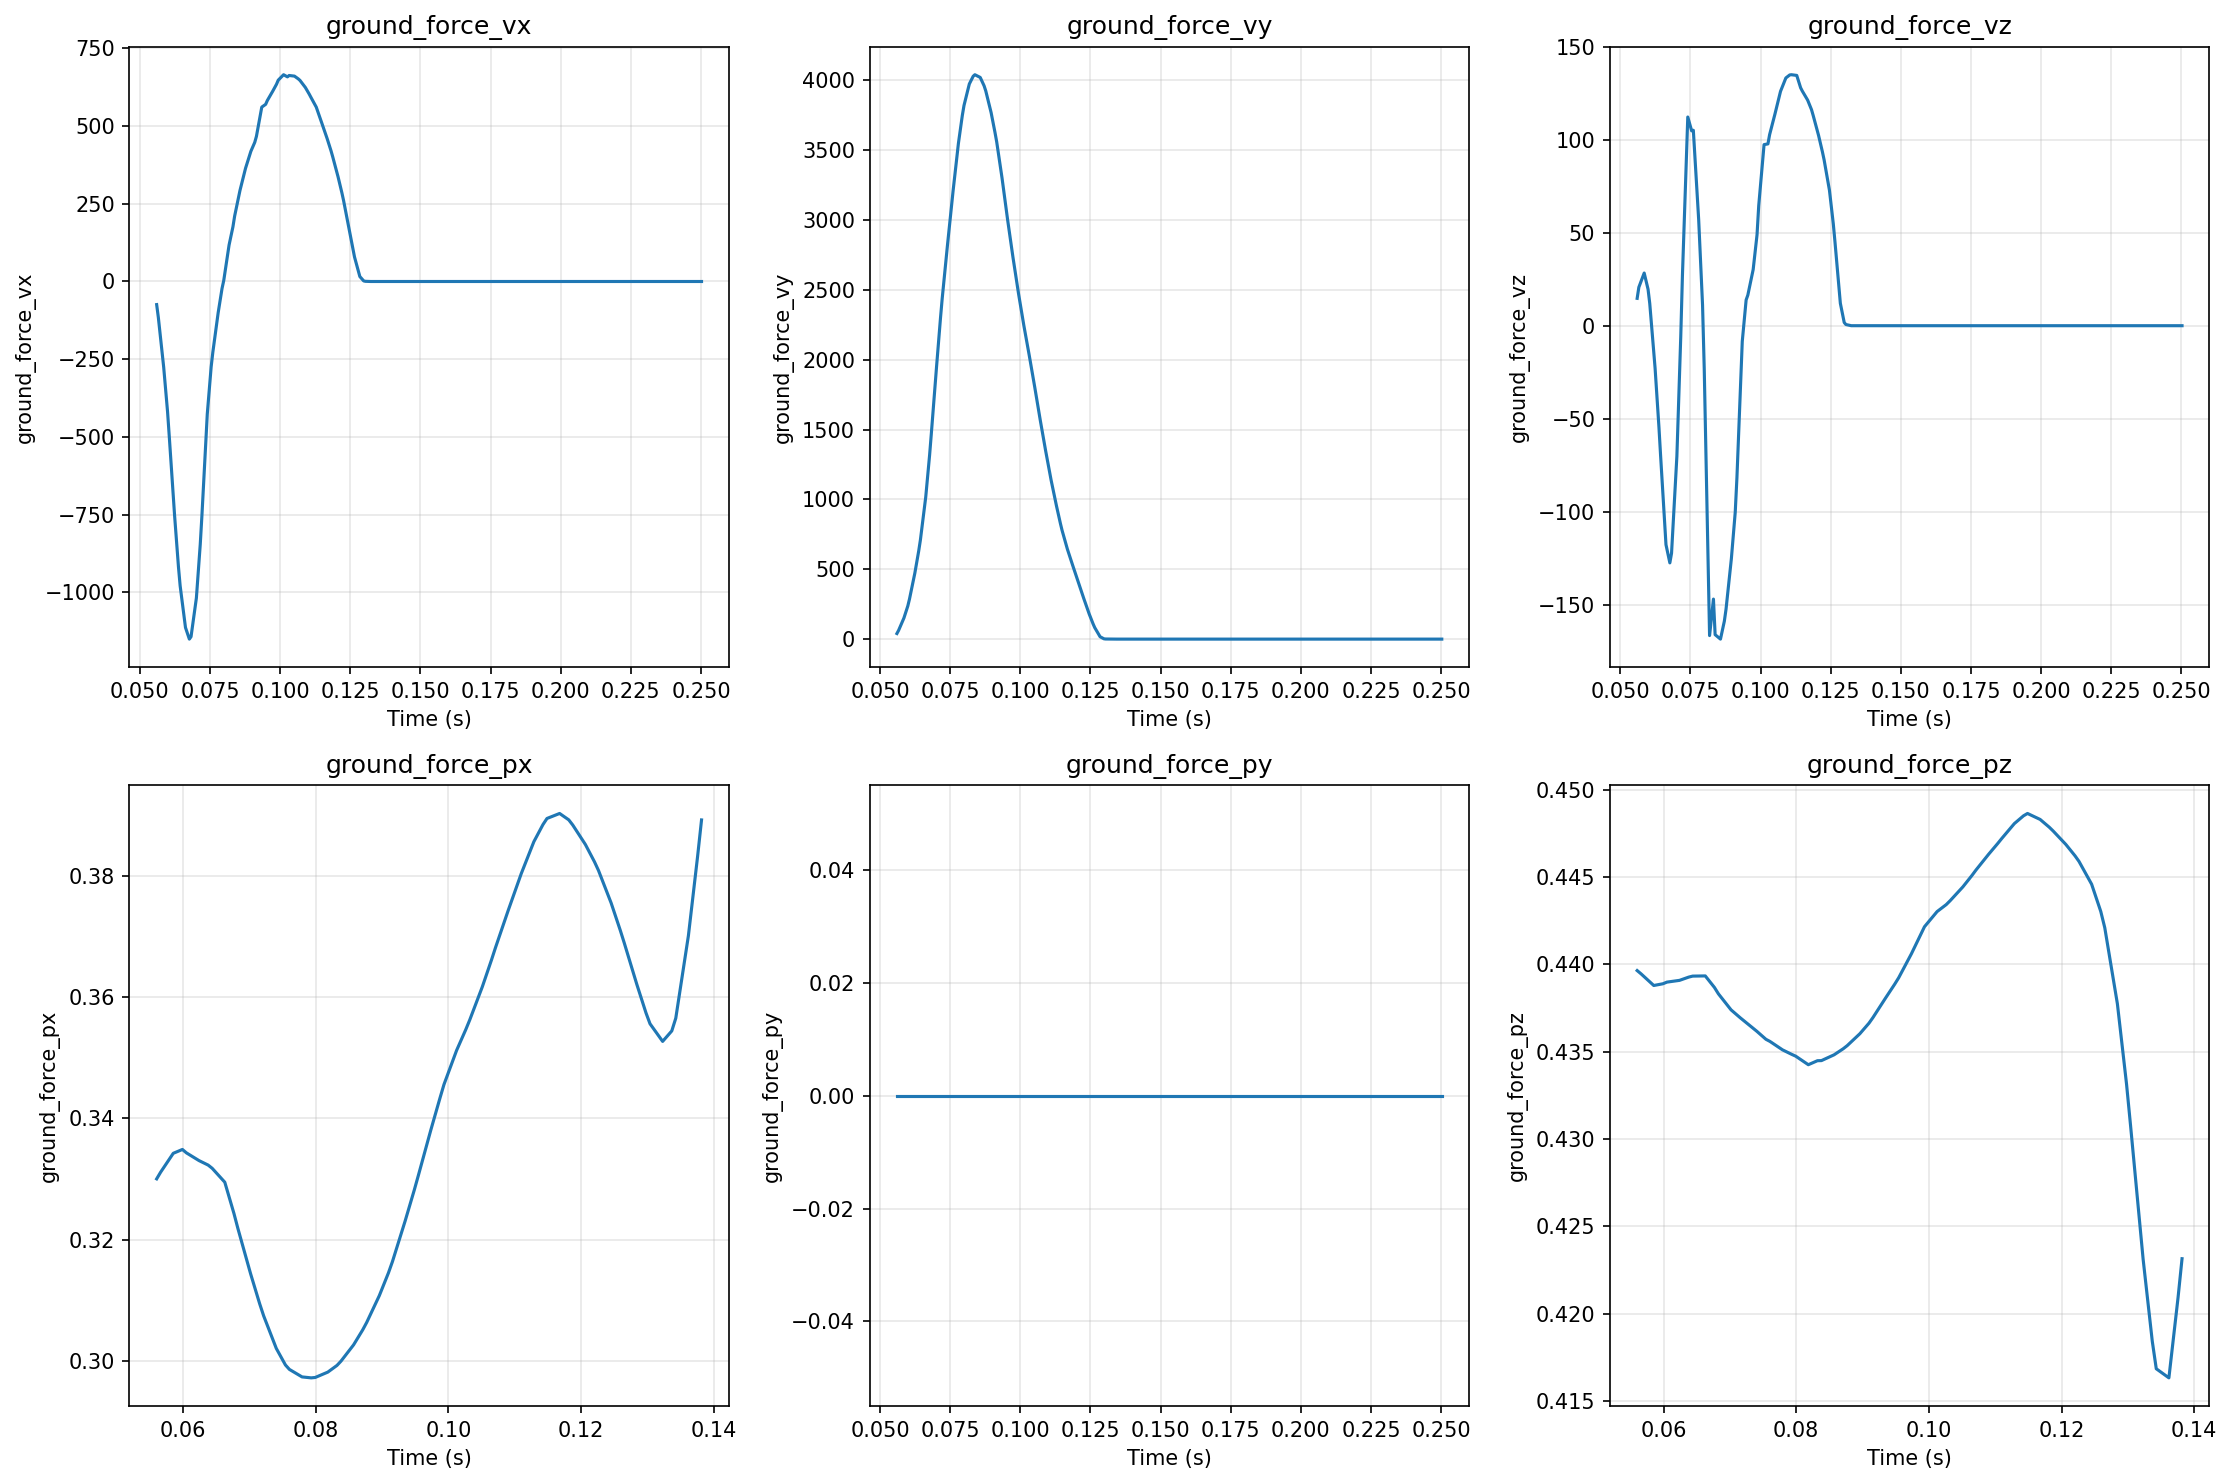 ground_force_vx
ground_force_vx
750
500
250
0
−250
−500
−750
−1000
0.050 0.075 0.100 0.125 0.150 0.175 0.200 0.225 0.250
Time (s)
ground_force_vy
ground_force_vy
4000
3500
3000
2500
2000
1500
1000
500
0
0.050 0.075 0.100 0.125 0.150 0.175 0.200 0.225 0.250
Time (s)
ground_force_vz
ground_force_vz
150
100
50
0
−50
−100
−150
0.050 0.075 0.100 0.125 0.150 0.175 0.200 0.225 0.250
Time (s)
ground_force_px
ground_force_px
0.38
0.36
0.34
0.32
0.30
0.06 0.08 0.10 0.12 0.14
Time (s)
ground_force_py
ground_force_py
0.04
0.02
0.00
−0.02
−0.04
0.050 0.075 0.100 0.125 0.150 0.175 0.200 0.225 0.250
Time (s)
ground_force_pz
ground_force_pz
0.450
0.445
0.440
0.435
0.430
0.425
0.420
0.415
0.06 0.08 0.10 0.12 0.14
Time (s)